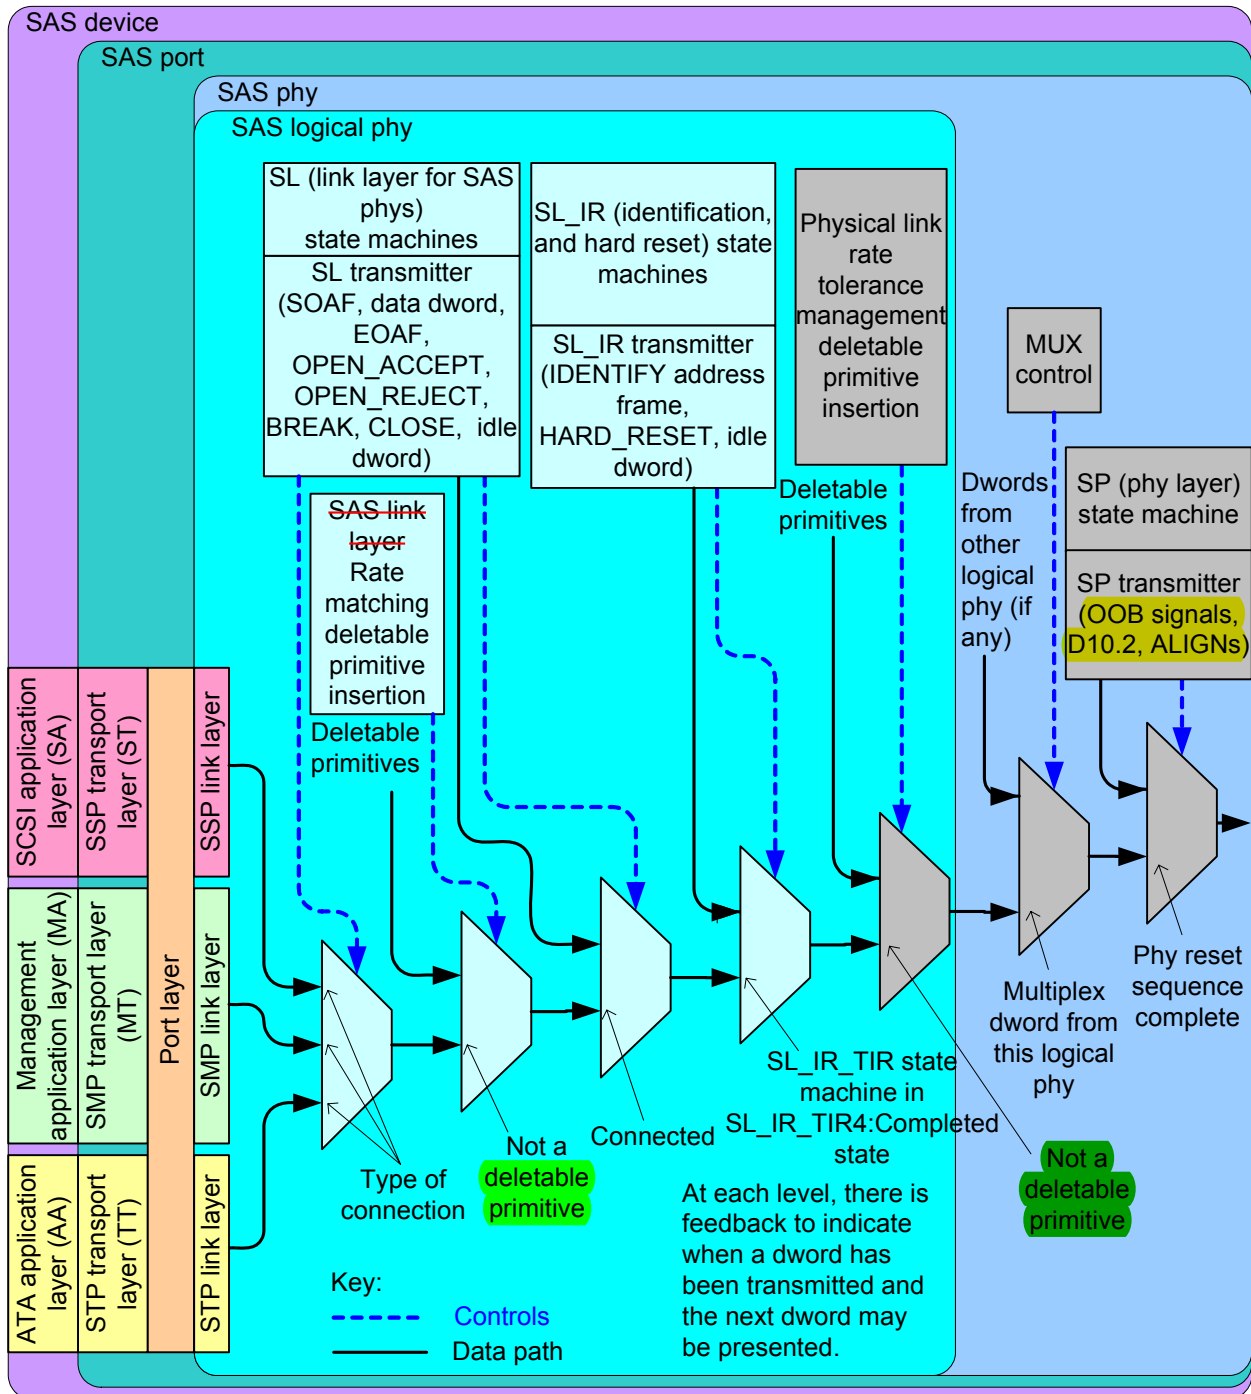 SAS device
SAS port
SAS phy
SAS logical phy
SL (link layer for SAS
phys)
state machines
SL transmitter
(SOAF, data dword,
EOAF,
OPEN_ACCEPT,
OPEN_REJECT,
BREAK, CLOSE, idle
dword)
SL_IR (identification,
and hard reset) state
machines
SL_IR transmitter
(IDENTIFY address
frame,
HARD_RESET, idle
dword)
Physical link
rate
tolerance
management
deletable
primitive
insertion
MUX
control
SP (phy layer)
state machine
SP transmitter
(OOB signals,
D10.2, ALIGNs)
SAS link
layer
Rate
matching
deletable
primitive
insertion
Deletable
primitives
Deletable
primitives
Dwords
from
other
logical
phy (if
any)
SCSI application
layer (SA)
SSP transport
layer (ST)
SSP link layer
Management
application layer (MA)
SMP transport layer
(MT)
Port layer
SMP link layer
ATA application
layer (AA)
STP transport
layer (TT)
STP link layer
Type of
connection
Not a
deletable
primitive
Connected
SL_IR_TIR state
machine in
SL_IR_TIR4:Completed
state
Not a
deletable
primitive
Multiplex
dword from
this logical
phy
Phy reset
sequence
complete
At each level, there is
feedback to indicate
when a dword has
been transmitted and
the next dword may
be presented.
Key:
Controls
Data path